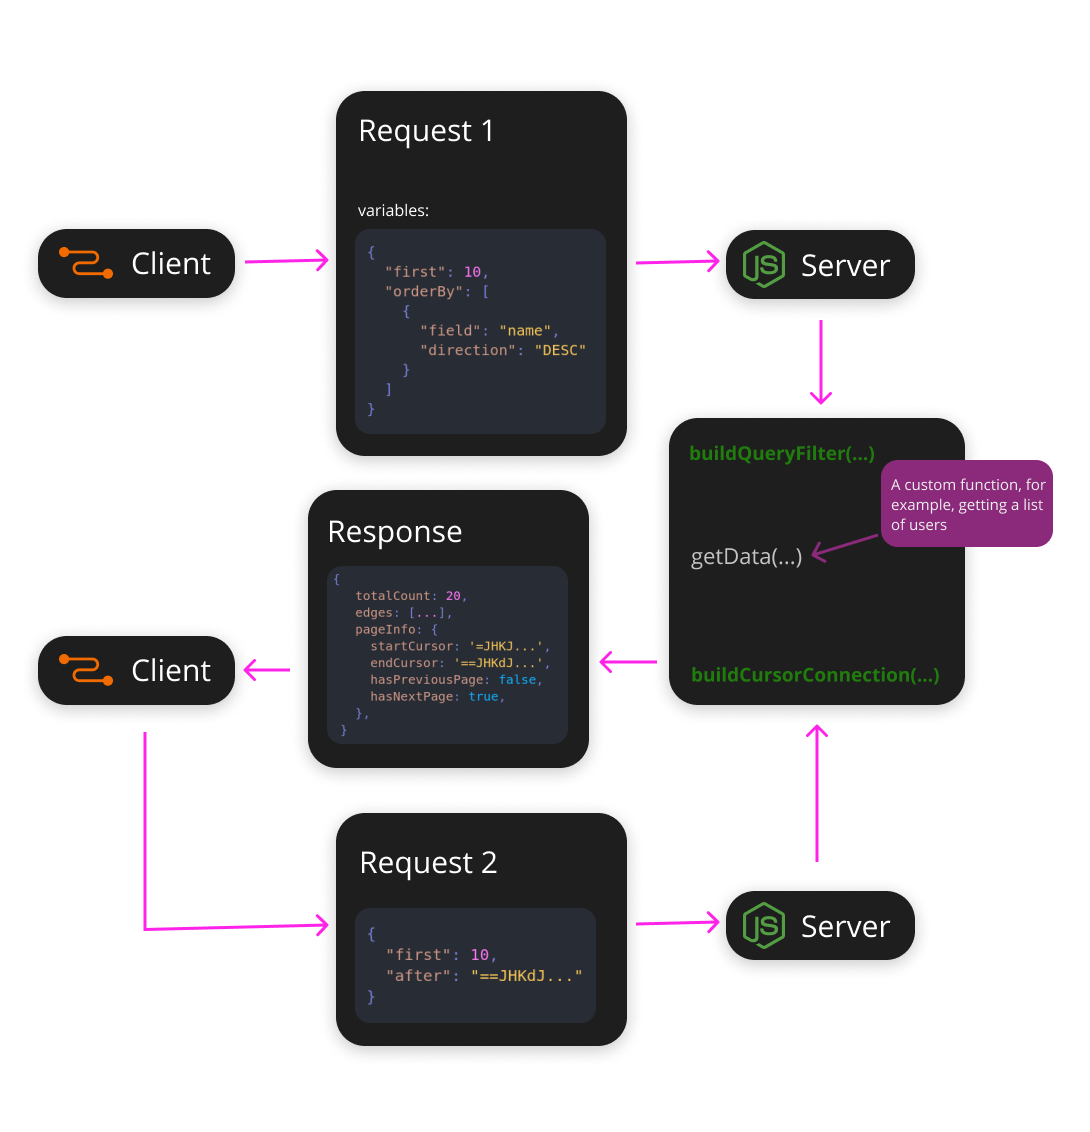 Request 1
variables:
{
"first": 10,
"orderBy": [
{
"field": "name",
"direction": "DESC"
}
]
}
Client
JS Server
buildQueryFilter(...)
A custom function, for
example, getting a list
of users
getData(...)
buildCursorConnection(...)
Response
{
totalCount: 20,
edges: [...],
pageInfo: {
startCursor: '=JHKJ...',
endCursor: '==JHKdJ...',
hasPreviousPage: false,
hasNextPage: true,
},
}
Client
Request 2
{
"first": 10,
"after": "==JHKdJ..."
}
JS Server